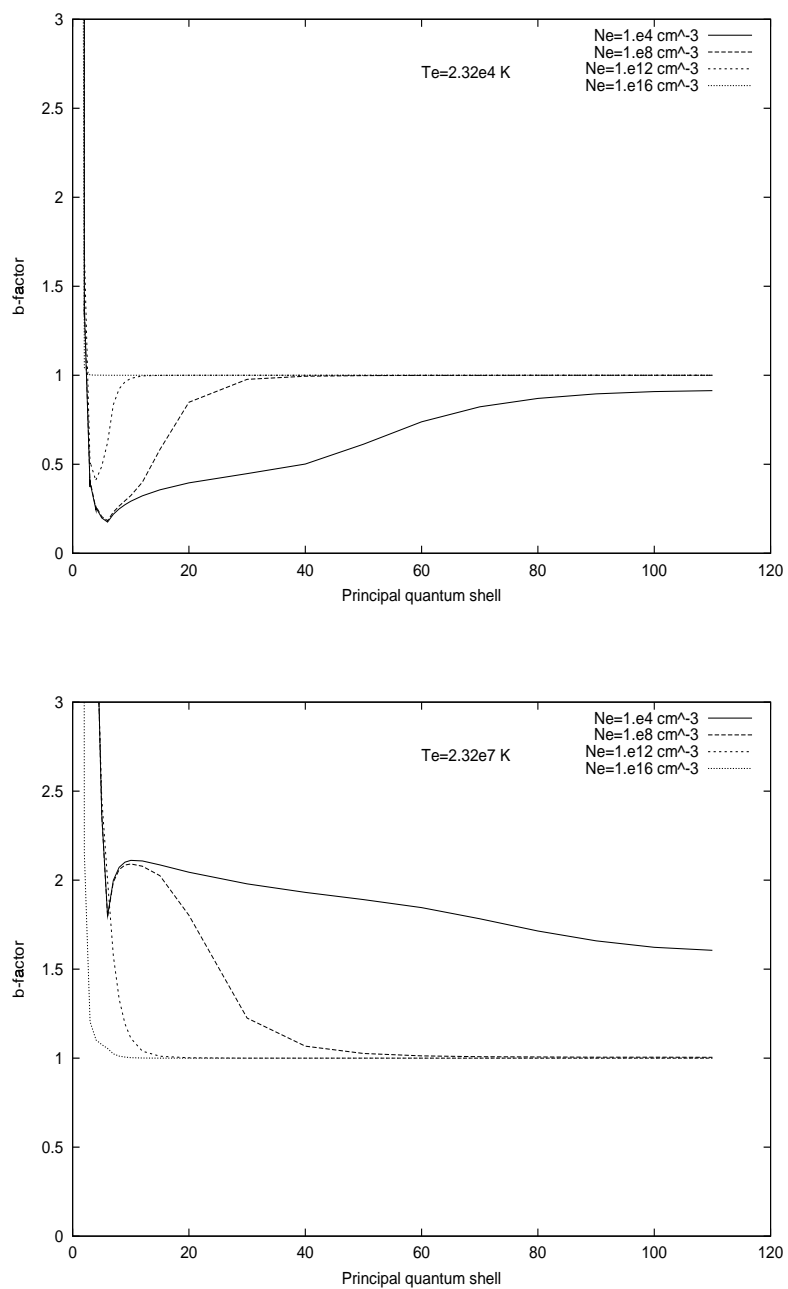 3
2.5
2
1.5
1
0.5
0
0 20 40 60 80 100 120
b-factor
Principal quantum shell
Te=2.32e4 K
Ne=1.e4 cm^-3
Ne=1.e8 cm^-3
Ne=1.e12 cm^-3
Ne=1.e16 cm^-3
3
2.5
2
1.5
1
0.5
0
0 20 40 60 80 100 120
b-factor
Principal quantum shell
Te=2.32e7 K
Ne=1.e4 cm^-3
Ne=1.e8 cm^-3
Ne=1.e12 cm^-3
Ne=1.e16 cm^-3